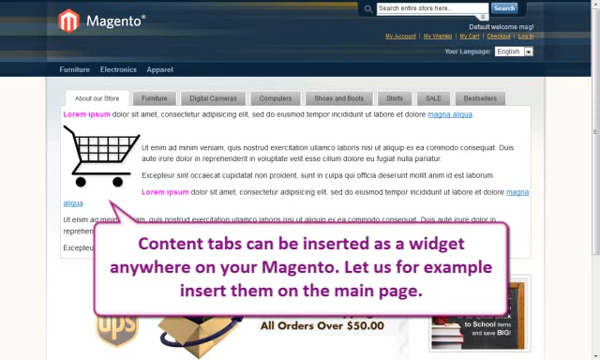 Magento®
Search entire store here...
Search
Default welcome msg!
My Account | My Wishlist | My Cart | Checkout | Log In
Your Language: English
Furniture Electronics Apparel
About our Store Furniture Digital Cameras Computers Shoes and Boots Shirts SALE Bestsellers
Lorem ipsum dolor sit amet, consectetur adipisicing elit, sed do eiusmod tempor incididunt ut labore et dolore magna aliqua.
Ut enim ad minim veniam, quis nostrud exercitation ullamco laboris nisi ut aliquip ex ea commodo consequat. Duis
aute irure dolor in reprehenderit in voluptate velit esse cillum dolore eu fugiat nulla pariatur.
Excepteur sint occaecat cupidatat non proident, sunt in culpa qui officia deserunt mollit anim id est laborum.
Lorem ipsum dolor sit amet, consectetur adipisicing elit, sed do eiusmod tempor incididunt ut labore et dolore magna
aliqua.
Ut enim ad minim veniam, quis nostrud exercitation ullamco laboris nisi ut aliquip ex ea commodo consequat. Duis aute irure dolor in
Content tabs can be inserted as a widget
anywhere on your Magento. Let us for example
insert them on the main page.
ups
All Orders Over $50.00
to School items
and save BIG!